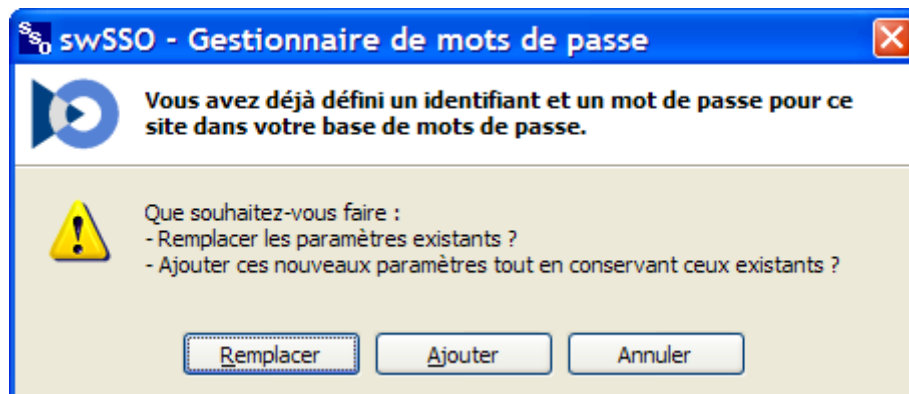 SSO swSSO - Gestionnaire de mots de passe
Vous avez déjà défini un identifiant et un mot de passe pour ce
site dans votre base de mots de passe.
Que souhaitez-vous faire :
- Remplacer les paramètres existants ?
- Ajouter ces nouveaux paramètres tout en conservant ceux existants ?
Remplacer Ajouter Annuler